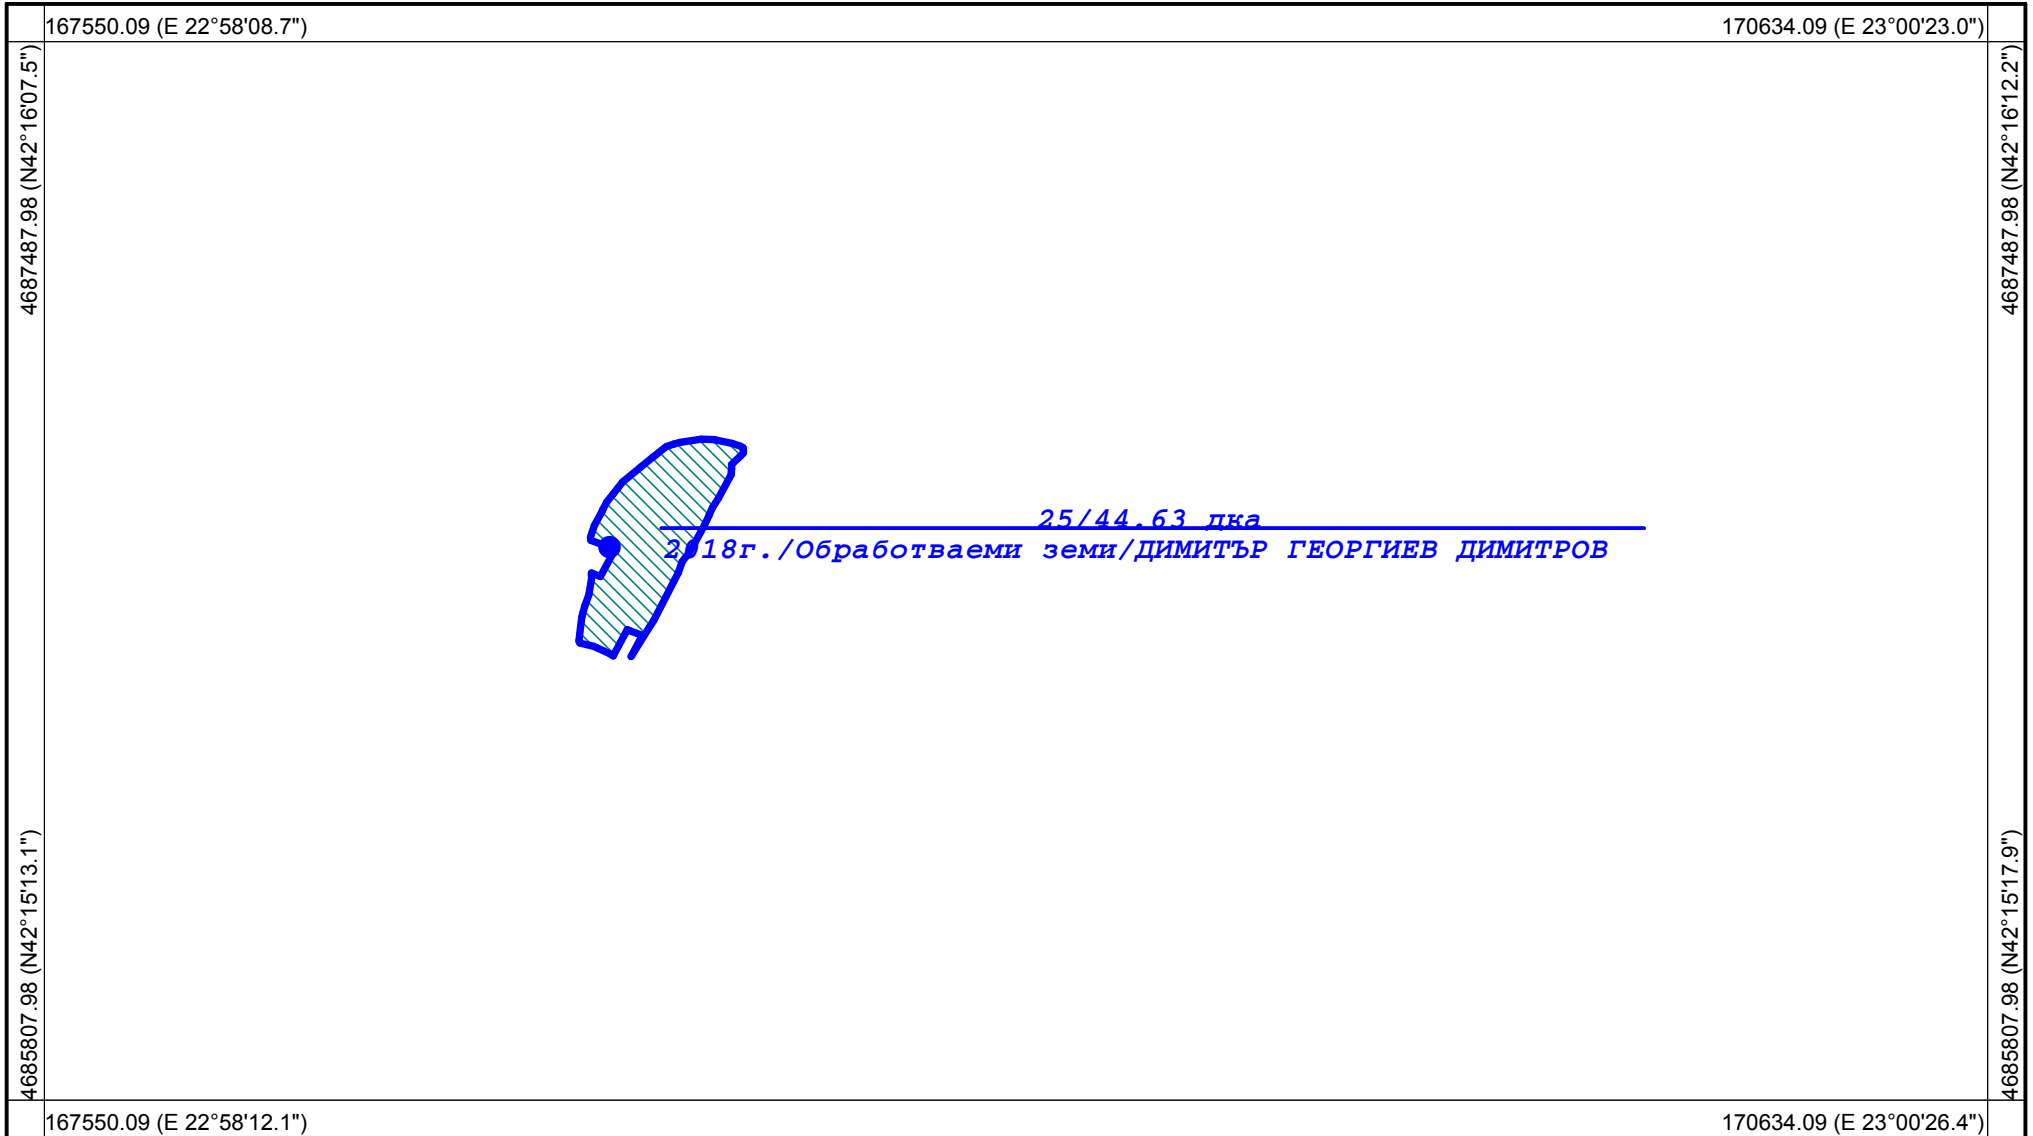 167550.09 (E 22°58'08.7")
170634.09 (E 23°00'23.0")
4687487.98 (N42°16'07.5")
4687487.98 (N42°16'12.2")
25/44.63 дка
2018г./Обработваеми земи/ДИМИТЪР ГЕОРГИЕВ ДИМИТРОВ
4685807.98 (N42°15'13.1")
4685807.98 (N42°15'17.9")
167550.09 (E 22°58'12.1")
170634.09 (E 23°00'26.4")